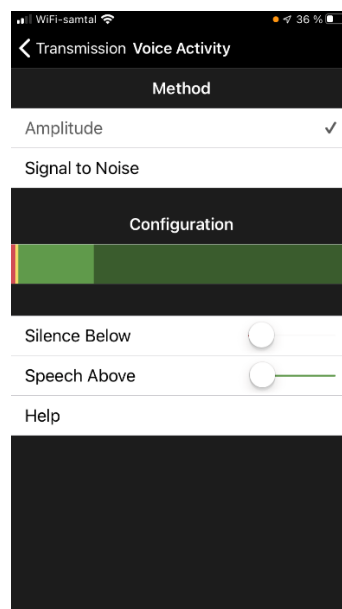 WiFi-samtal 36 %
Transmission Voice Activity
Method
Amplitude
Signal to Noise
Configuration
Silence Below
Speech Above
Help